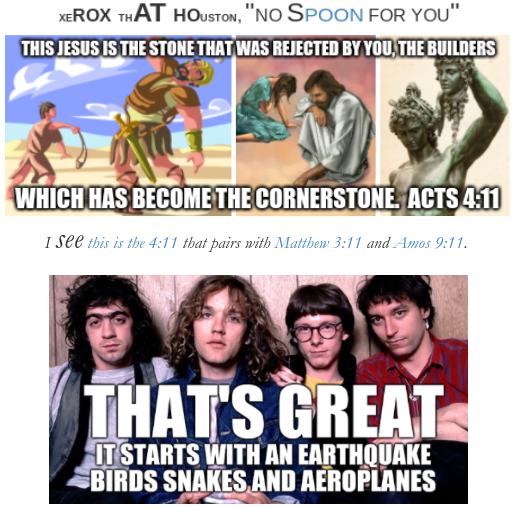 xeROX thAT HOuston, "NO SPOON FOR YOU"
THIS JESUS IS THE STONE THAT WAS REJECTED BY YOU, THE BUILDERS
WHICH HAS BECOME THE CORNERSTONE. ACTS 4:11
I see this is the 4:11 that pairs with Matthew 3:11 and Amos 9:11.
THAT'S GREAT
IT STARTS WITH AN EARTHQUAKE
BIRDS SNAKES AND AEROPLANES